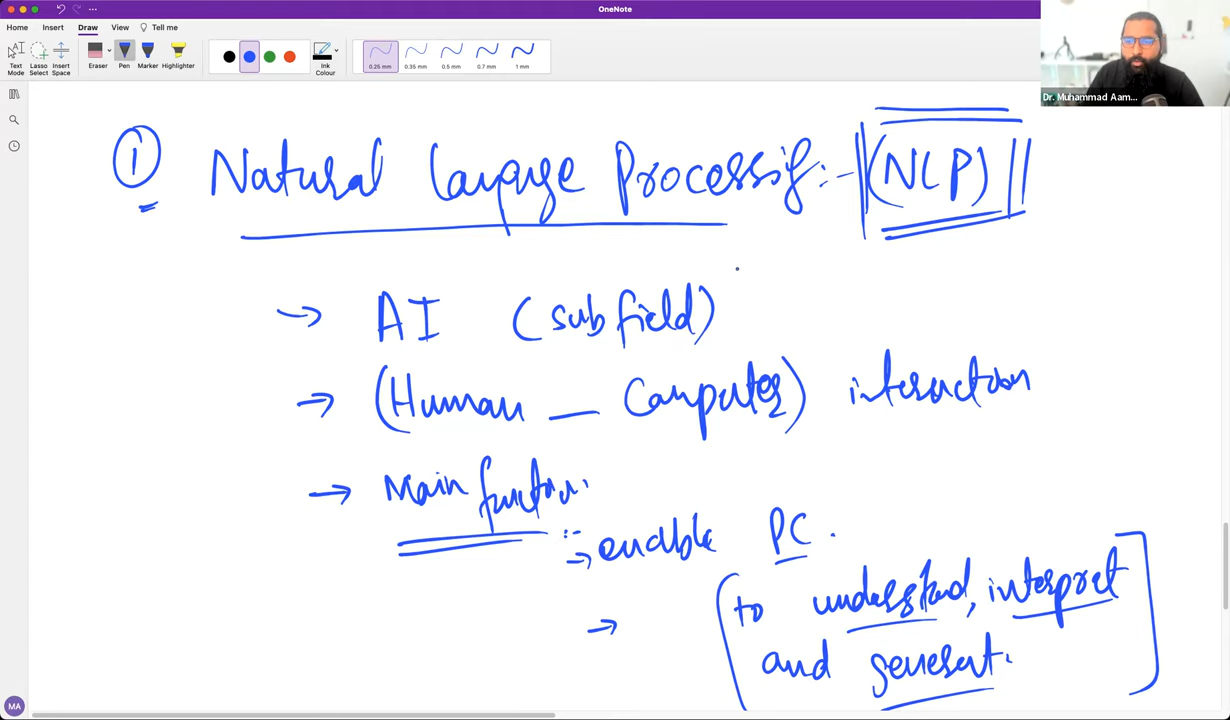 OneNote
Home Insert Draw View Tell me
Text Mode Lasso Select Insert Space Eraser Pen Marker Highlighter Ink Colour 0.25 mm 0.35 mm 0.5 mm 0.7 mm 1 mm
Dr. Muhammad Aam...
① Natural Language Processing:- (NLP)
→ AI (subfield)
→ (Human — Computer) interaction
→ Main function
:- enable PC.
→
→ to understand, interpret
and generate.
MA